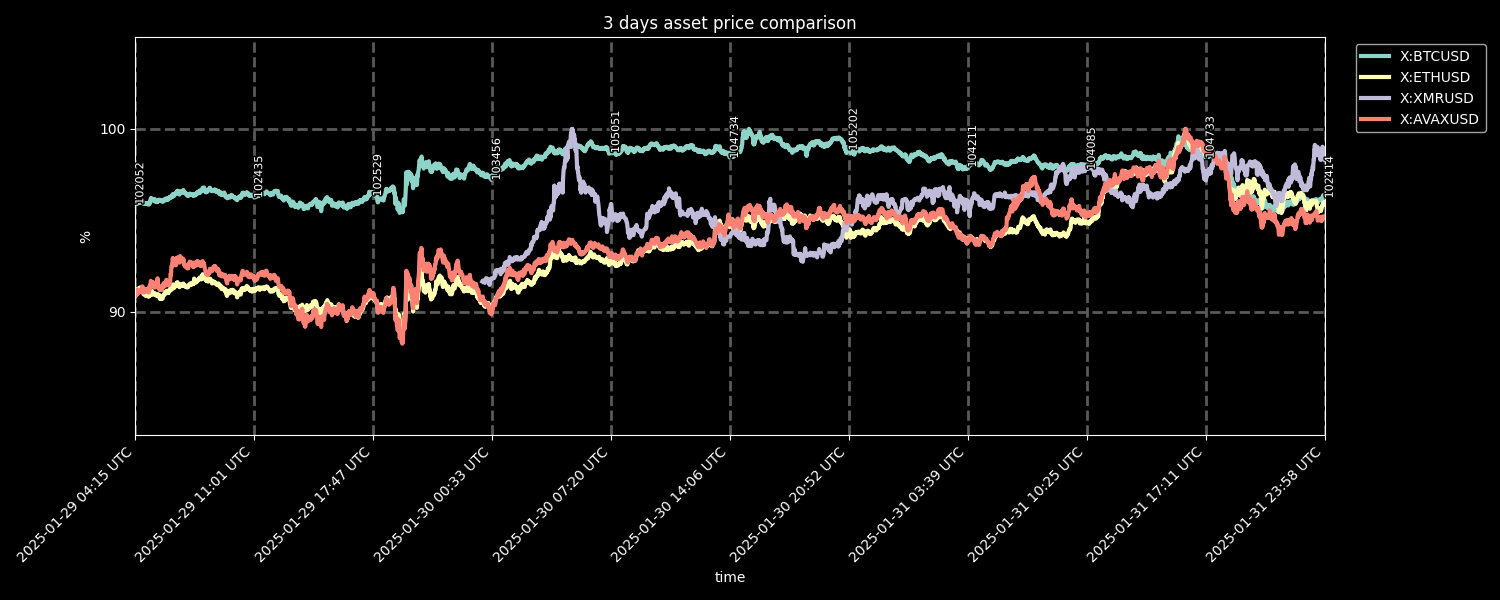 3 days asset price comparison
X:BTCUSD
X:ETHUSD
X:XMRUSD
X:AVAXUSD
100
90
%
102052
102435
102529
103456
105051
104734
105202
104211
104085
104733
102414
2025-01-29 04:15 UTC
2025-01-29 11:01 UTC
2025-01-29 17:47 UTC
2025-01-30 00:33 UTC
2025-01-30 07:20 UTC
2025-01-30 14:06 UTC
2025-01-30 20:52 UTC
2025-01-31 03:39 UTC
2025-01-31 10:25 UTC
2025-01-31 17:11 UTC
2025-01-31 23:58 UTC
time